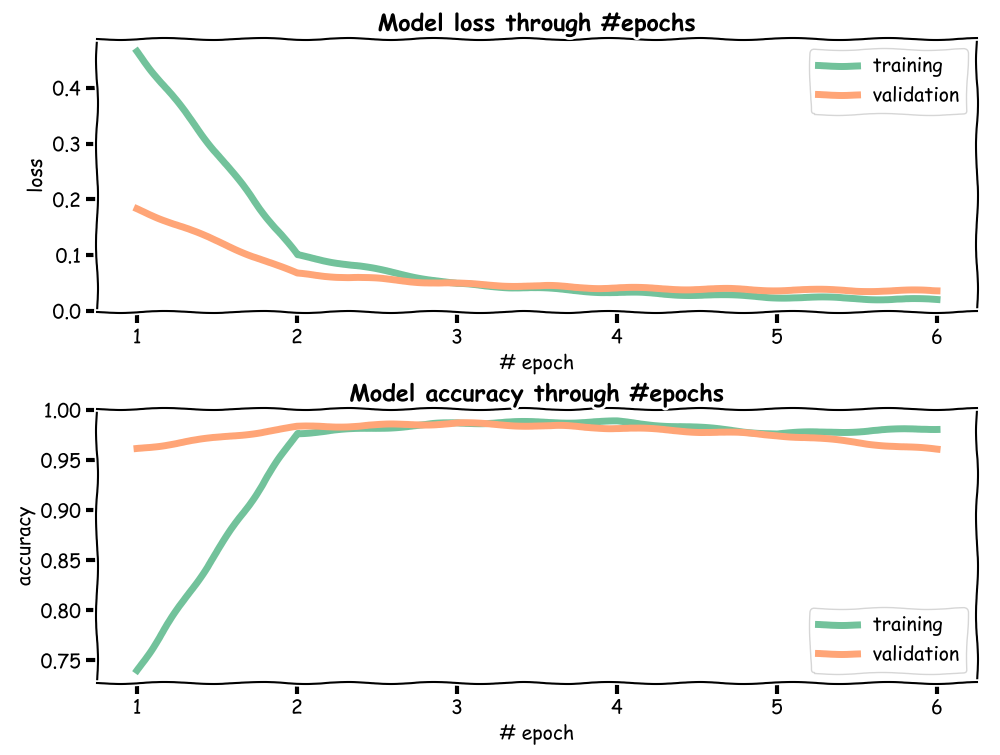 Model loss through #epochs
training
validation
0.4
0.3
0.2
0.1
0.0
loss
1 2 3 4 5 6
# epoch
Model accuracy through #epochs
1.00
0.95
0.90
0.85
0.80
0.75
accuracy
training
validation
1 2 3 4 5 6
# epoch